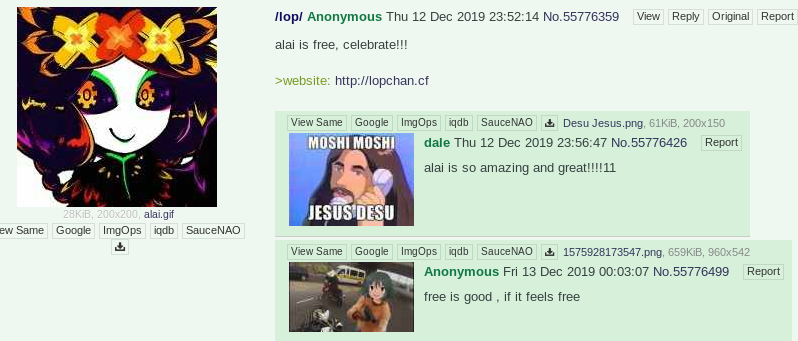 /lop/ Anonymous Thu 12 Dec 2019 23:52:14 No.55776359 View Reply Original Report
alai is free, celebrate!!!
>website: http://lopchan.cf
28KiB, 200x200, alai.gif
ew Same Google ImgOps iqdb SauceNAO
View Same Google ImgOps iqdb SauceNAO Desu Jesus.png, 61KiB, 200x150
MOSHI MOSHI
JESUS DESU
dale Thu 12 Dec 2019 23:56:47 No.55776426 Report
alai is so amazing and great!!!!11
View Same Google ImgOps iqdb SauceNAO 1575928173547.png, 659KiB, 960x542
Anonymous Fri 13 Dec 2019 00:03:07 No.55776499 Report
free is good , if it feels free